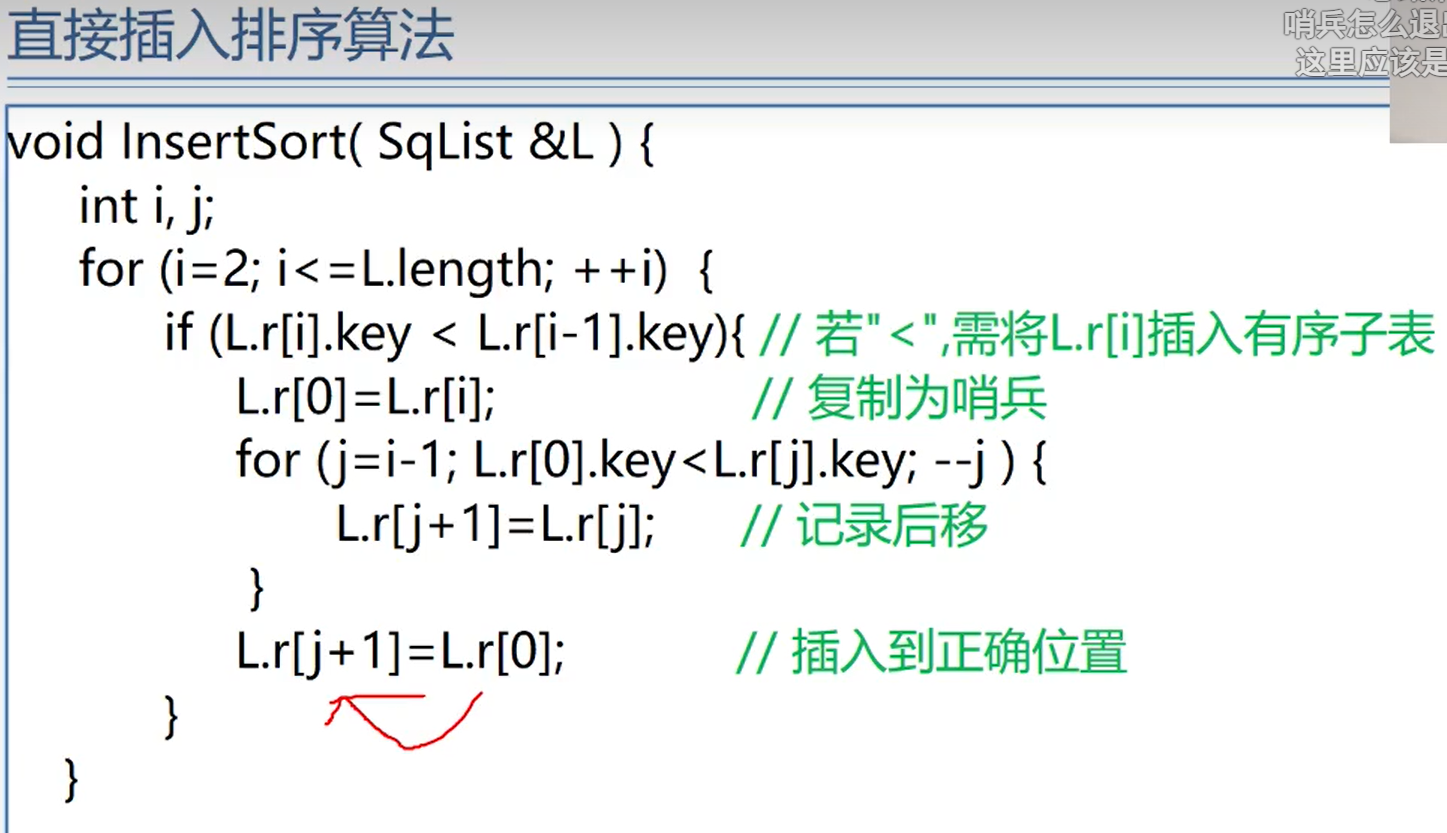 直接插入排序算法
哨兵怎么退
这里应该是
void InsertSort( SqList &L ) {
int i, j;
for (i=2; i<=L.length; ++i) {
if (L.r[i].key < L.r[i-1].key){ // 若"<",需将L.r[i]插入有序子表
L.r[0]=L.r[i]; // 复制为哨兵
for (j=i-1; L.r[0].key<L.r[j].key; --j ) {
L.r[j+1]=L.r[j]; // 记录后移
}
L.r[j+1]=L.r[0]; // 插入到正确位置
}
}